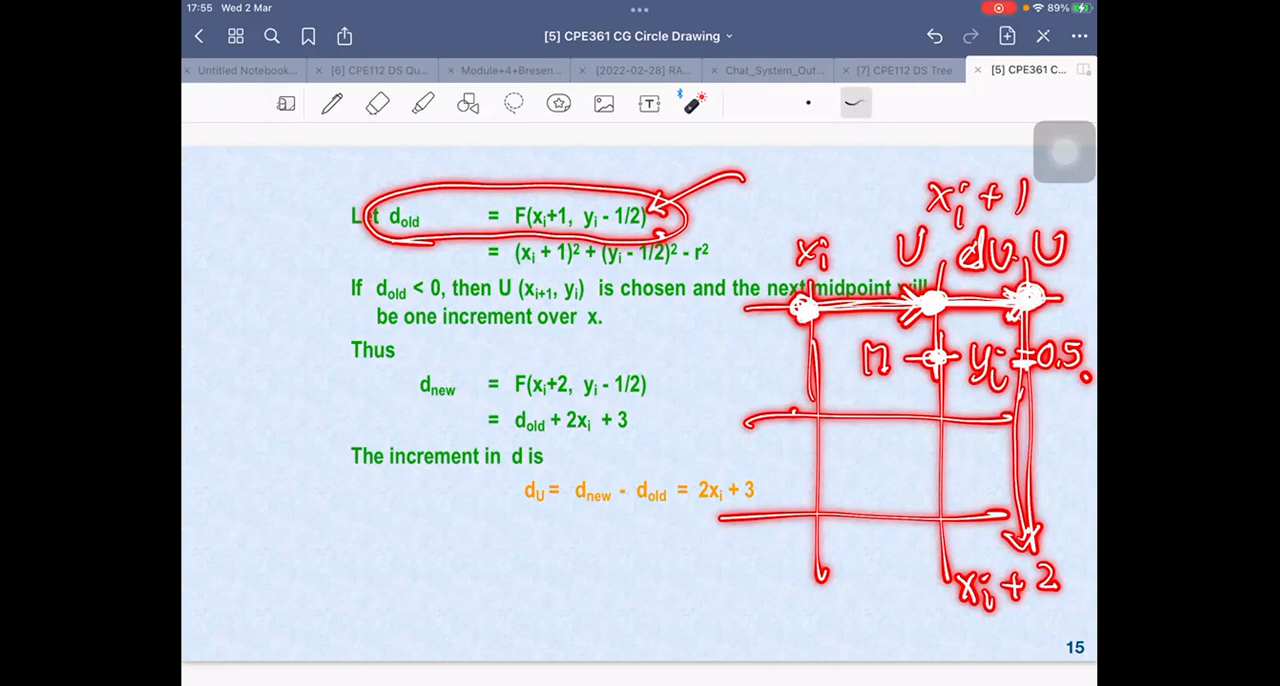 17:55 Wed 2 Mar
89%
[5] CPE361 CG Circle Drawing
Untitled Notebook...
[6] CPE112 DS Qu...
Module+4+Bresen...
[2022-02-28] RA...
Chat_System_Out...
[7] CPE112 DS Tree
[5] CPE361 C...
Let d_old = F(x_i+1, y_i - 1/2)
= (x_i + 1)² + (y_i - 1/2)² - r²
If d_old < 0, then U (x_i+1, y_i) is chosen and the next midpoint will
be one increment over x.
Thus
d_new = F(x_i+2, y_i - 1/2)
= d_old + 2x_i + 3
The increment in d is
d_U = d_new - d_old = 2x_i + 3
x_i + 1
x_i U dU U
M y_i - 0.5
x_i + 2
15